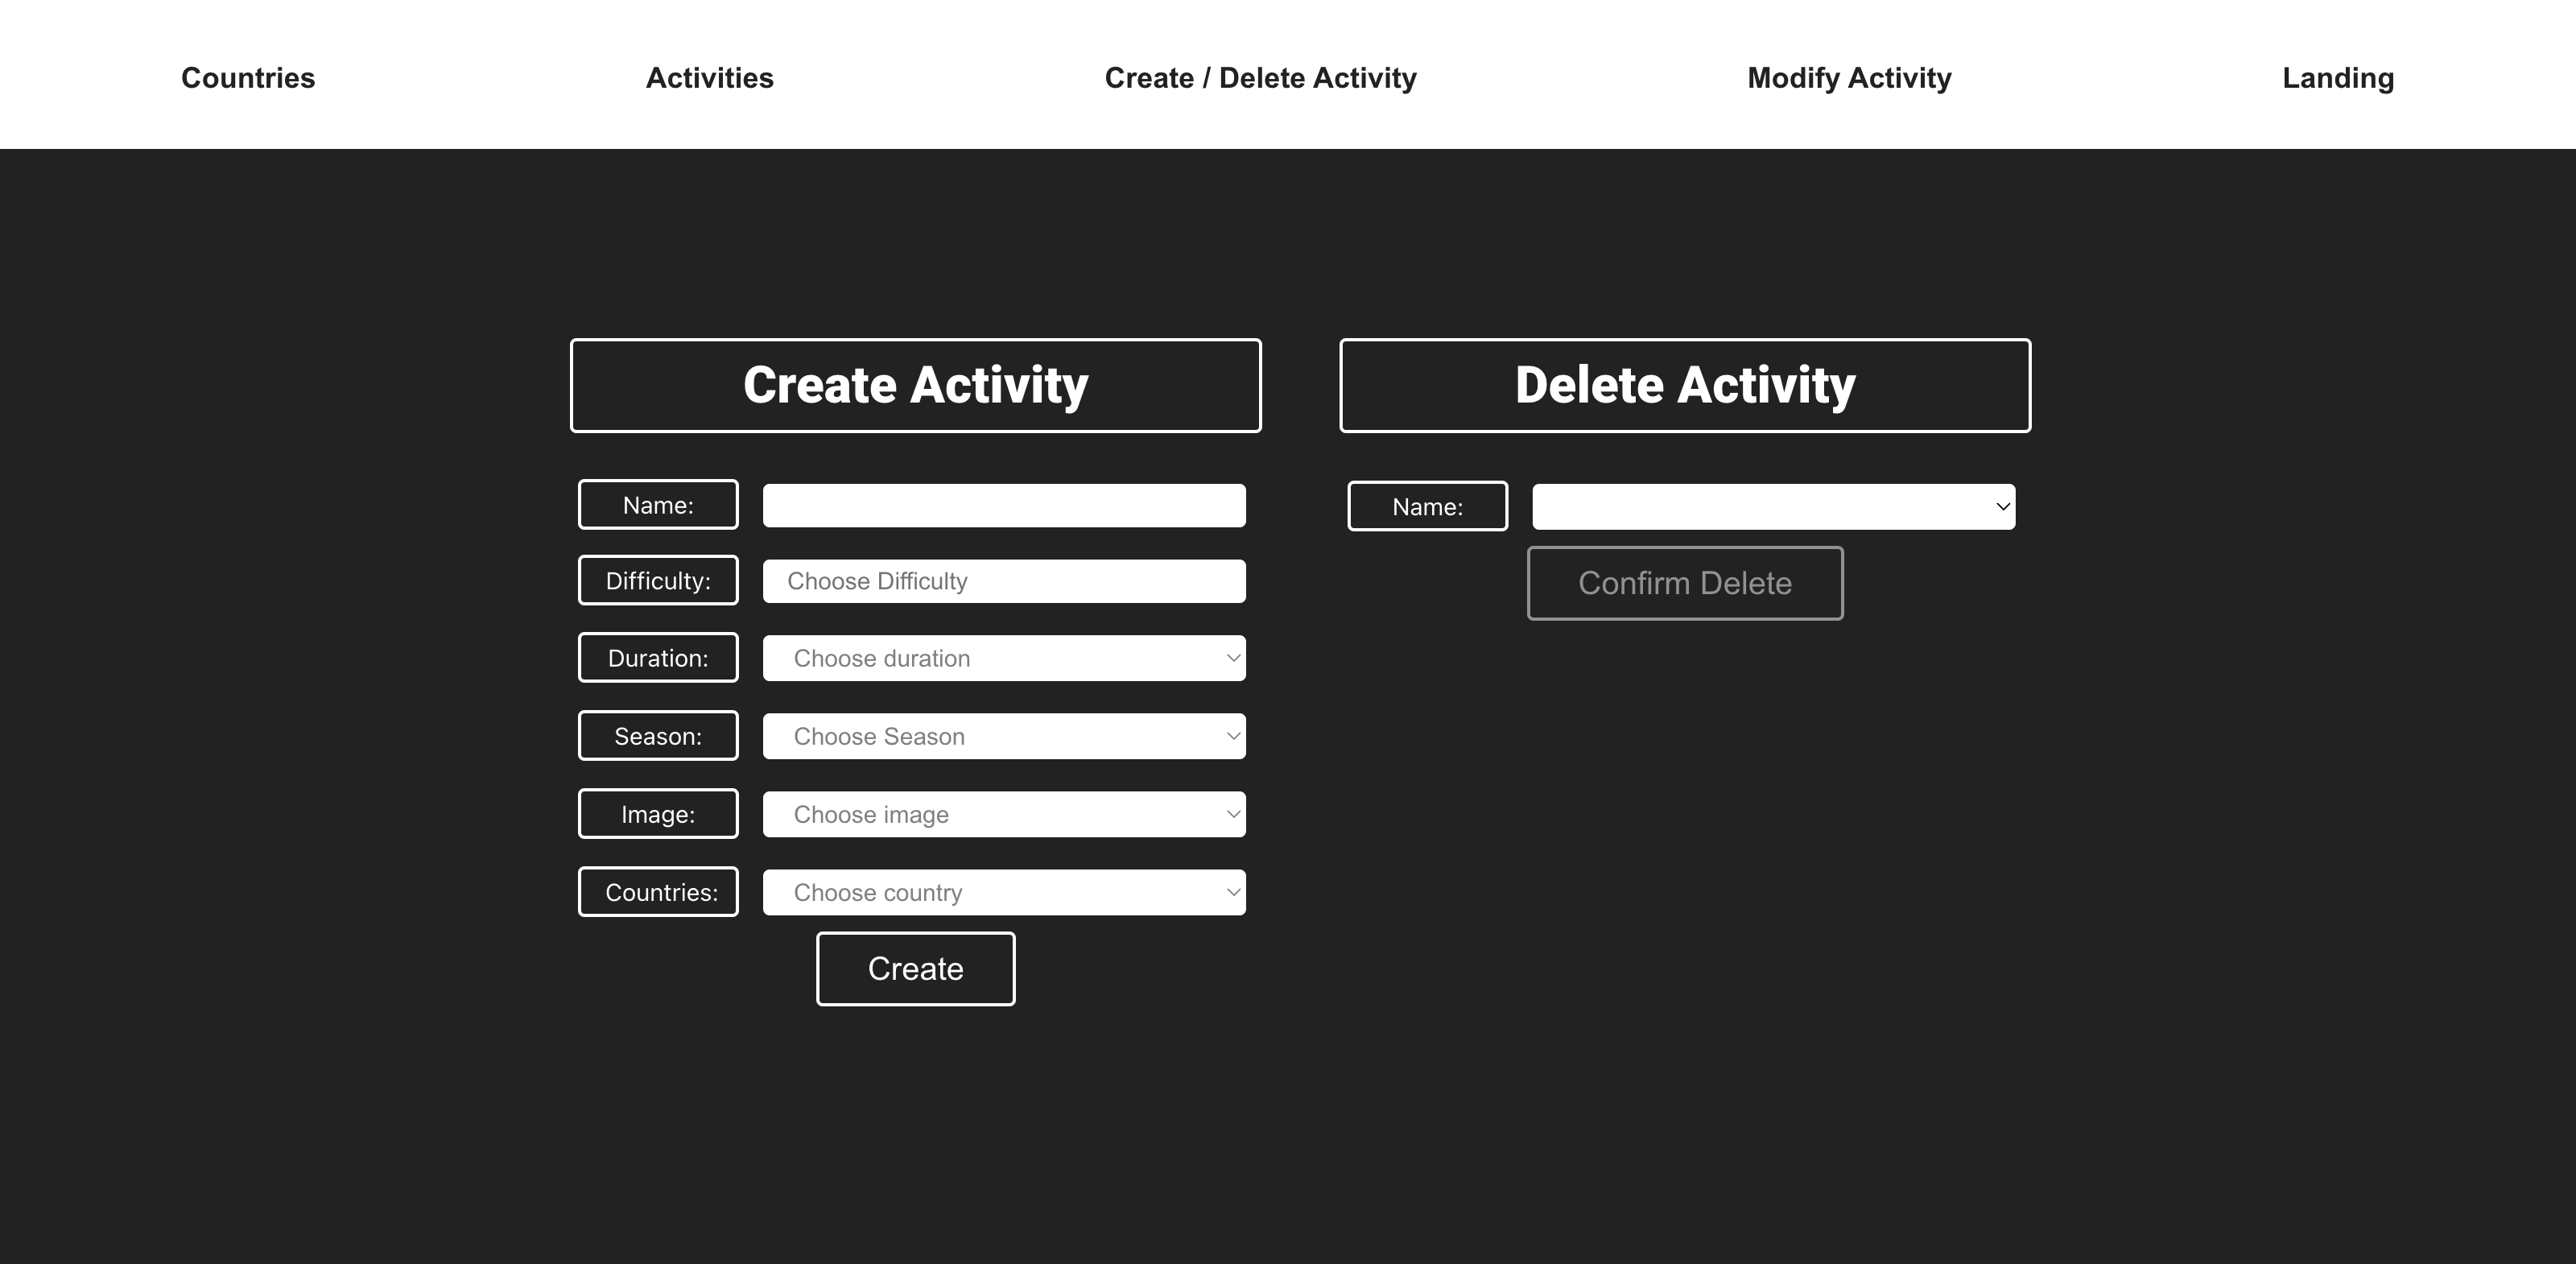 Countries Activities Create / Delete Activity Modify Activity Landing
Create Activity
Name:
Difficulty: Choose Difficulty
Duration: Choose duration
Season: Choose Season
Image: Choose image
Countries: Choose country
Create
Delete Activity
Name:
Confirm Delete